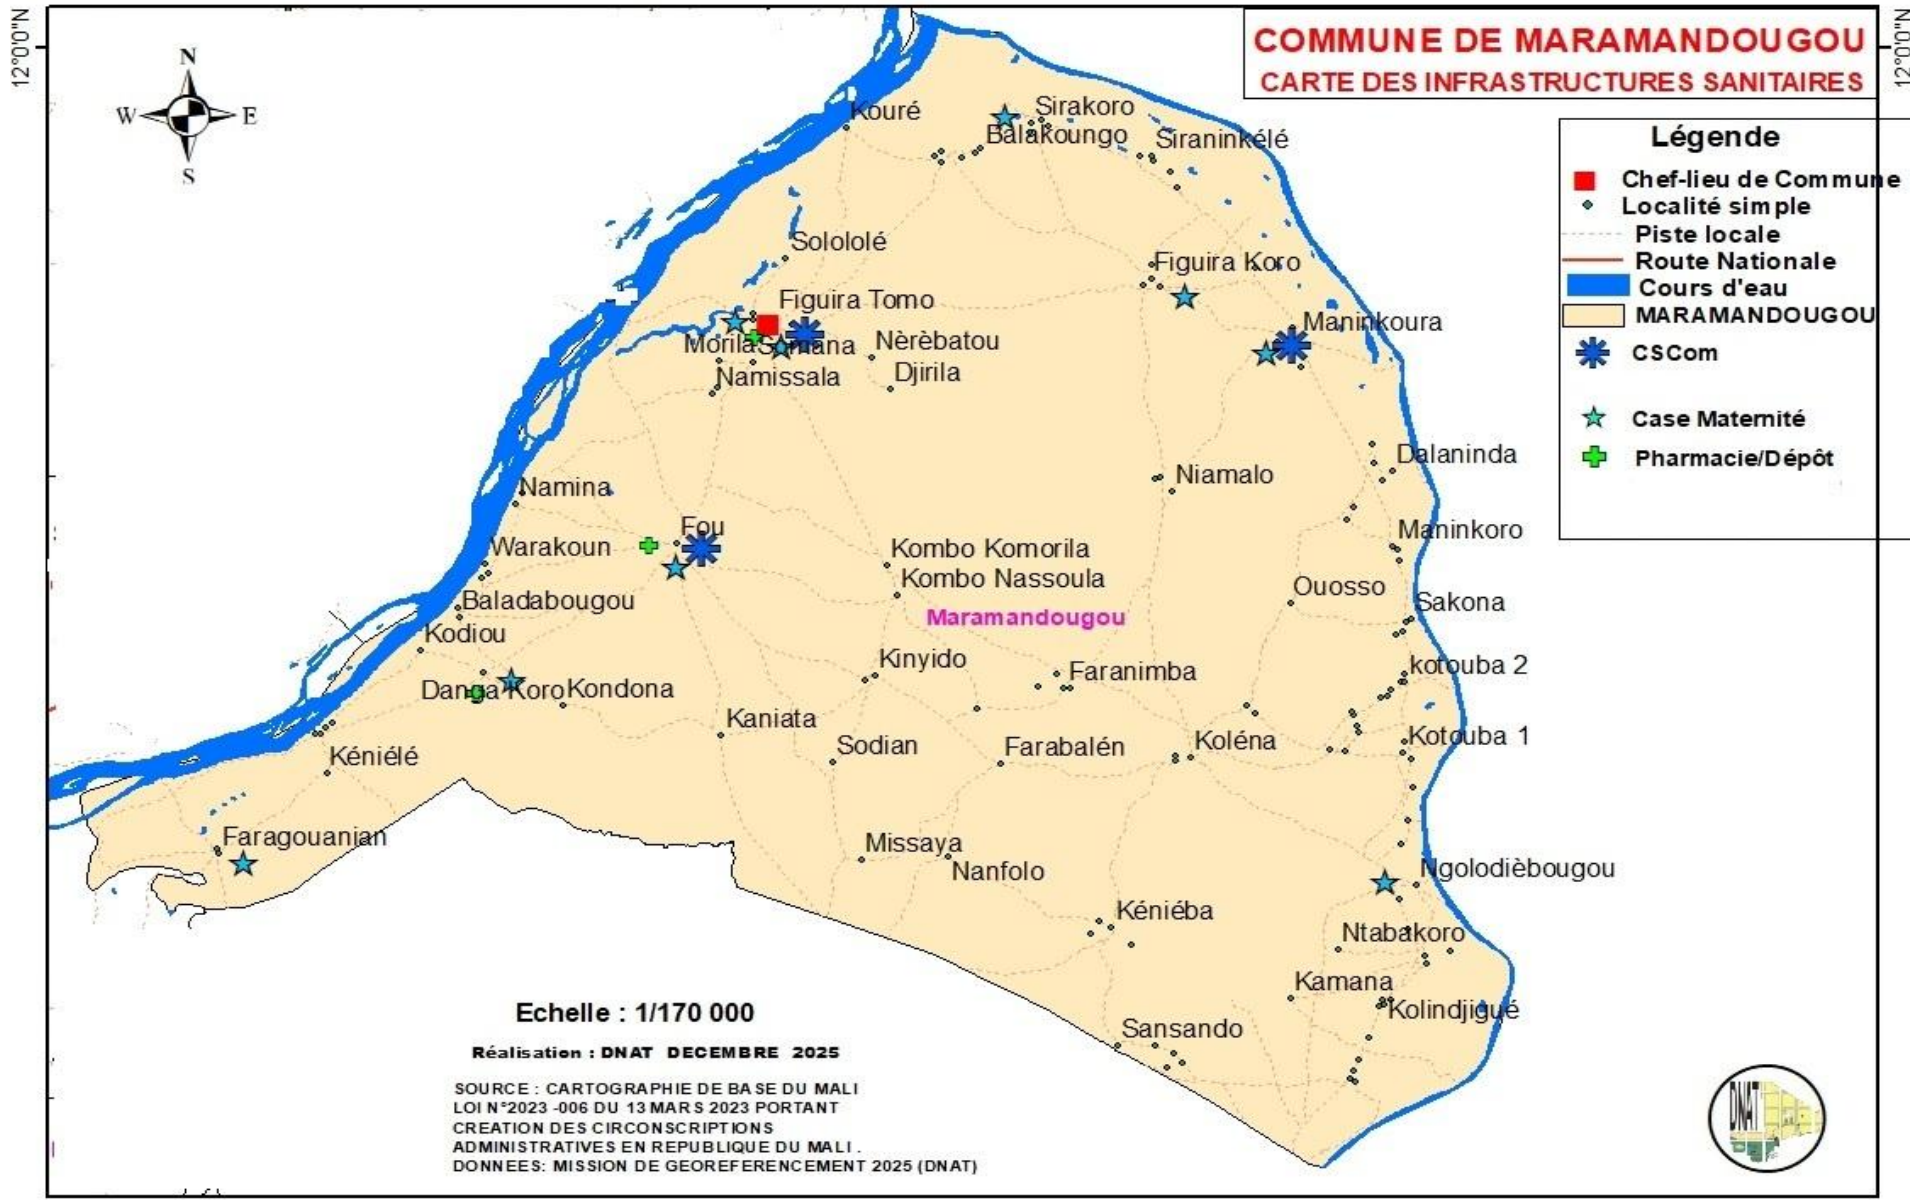 12°0'0"N
12°0'0"N
COMMUNE DE MARAMANDOUGOU
CARTE DES INFRASTRUCTURES SANITAIRES
N
W
E
S
Légende
Chef-lieu de Commune
Localité simple
Piste locale
Route Nationale
Cours d'eau
MARAMANDOUGOU
CSCom
Case Maternité
Pharmacie/Dépôt
Kouré
Sirakoro
Balakoungo
Siraninkélé
Solololé
Figuira Koro
Figuira Tomo
Maninkoura
Morila
Samana
Nèrèbatou
Namissala
Djirila
Dalaninda
Niamalo
Namina
Fou
Maninkoro
Warakoun
Kombo Komorila
Kombo Nassoula
Ouosso
Baladabougou
Sakona
Maramandougou
Kodiou
Kinyido
Faranimba
kotouba 2
Danga Koro
Kondona
Kaniata
Sodian
Farabalén
Koléna
Kotouba 1
Kéniélé
Faragouanian
Missaya
Nanfolo
Ngolodièbougou
Kéniéba
Ntabakoro
Kamana
Kolindjigué
Sansando
Echelle : 1/170 000
Réalisation : DNAT DECEMBRE 2025
SOURCE : CARTOGRAPHIE DE BASE DU MALI
LOI N°2023 -006 DU 13 MARS 2023 PORTANT
CREATION DES CIRCONSCRIPTIONS
ADMINISTRATIVES EN REPUBLIQUE DU MALI .
DONNEES: MISSION DE GEOREFERENCEMENT 2025 (DNAT)
DNAT